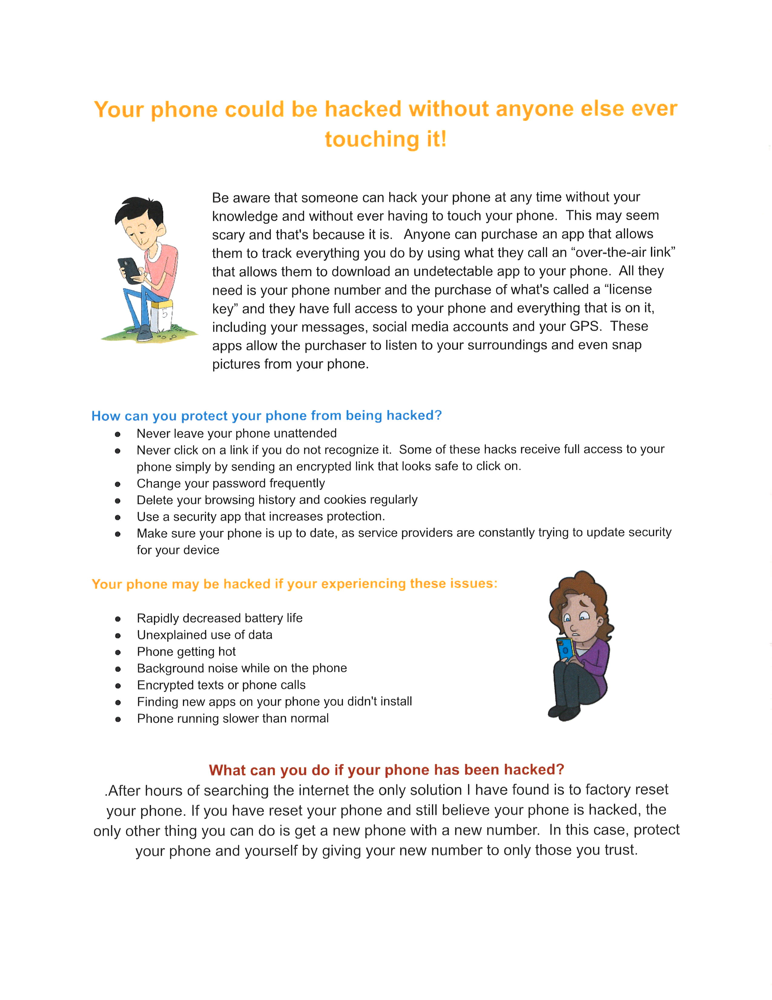 Your phone could be hacked without anyone else ever
touching it!
Be aware that someone can hack your phone at any time without your
knowledge and without ever having to touch your phone.  This may seem
scary and that's because it is.   Anyone can purchase an app that allows
them to track everything you do by using what they call an “over-the-air link”
that allows them to download an undetectable app to your phone.  All they
need is your phone number and the purchase of what's called a “license
key” and they have full access to your phone and everything that is on it,
including your messages, social media accounts and your GPS.  These
apps allow the purchaser to listen to your surroundings and even snap
pictures from your phone.
5
How can you protect your phone from being hacked?
● Never leave your phone unattended
● Never click on a link if you do not recognize it.  Some of these hacks receive full access to your
phone simply by sending an encrypted link that looks safe to click on.
● Change your password frequently
● Delete your browsing history and cookies regularly
● Use a security app that increases protection.
● Make sure your phone is up to date, as service providers are constantly trying to update security
for your device
Your phone may be hacked if your experiencing these issues:
● Rapidly decreased battery life
● Unexplained use of data
● Phone getting hot
● Background noise while on the phone
● Encrypted texts or phone calls
● Finding new apps on your phone you didn't install
● Phone running slower than normal
What can you do if your phone has been hacked?
.After hours of searching the internet the only solution I have found is to factory reset
your phone. If you have reset your phone and still believe your phone is hacked, the
only other thing you can do is get a new phone with a new number.  In this case, protect
your phone and yourself by giving your new number to only those you trust.